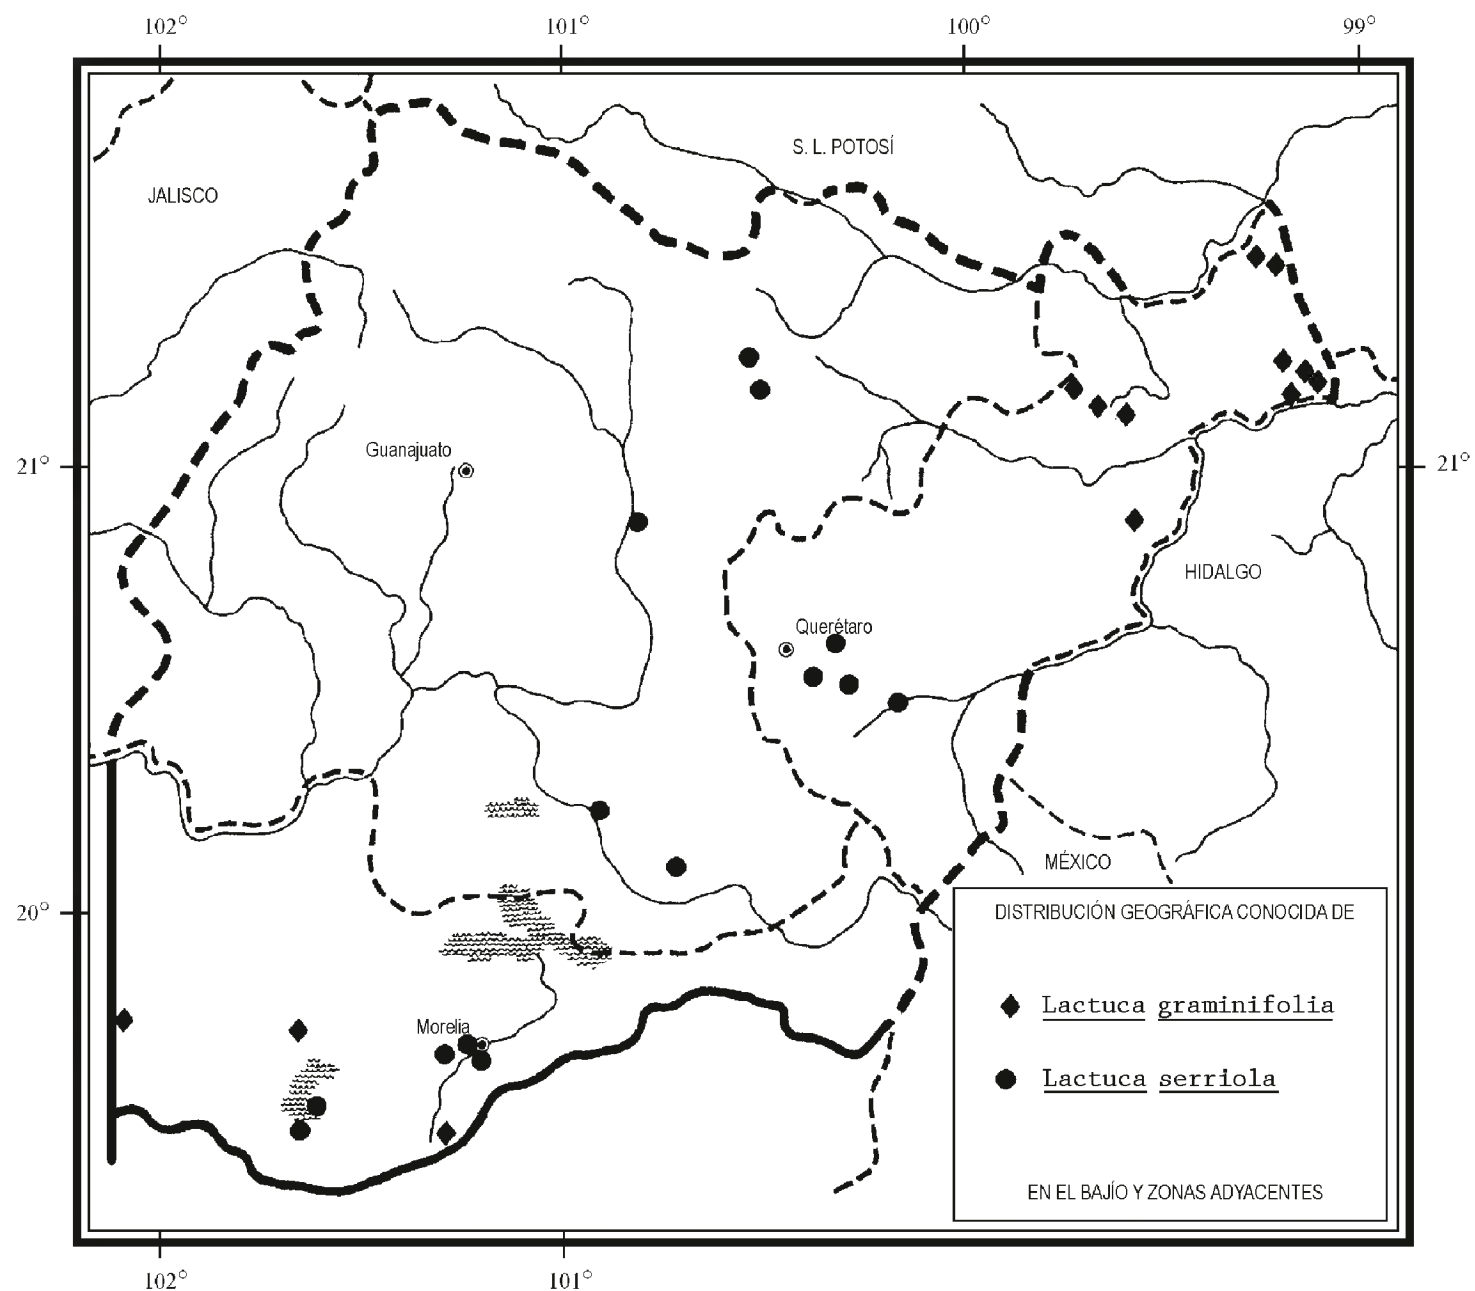 102° 101° 100° 99°
S. L. POTOSÍ
JALISCO
Guanajuato
21° 21°
HIDALGO
Querétaro
MÉXICO
20°
DISTRIBUCIÓN GEOGRÁFICA CONOCIDA DE
Lactuca graminifolia
Morelia
Lactuca serriola
EN EL BAJÍO Y ZONAS ADYACENTES
102° 101°